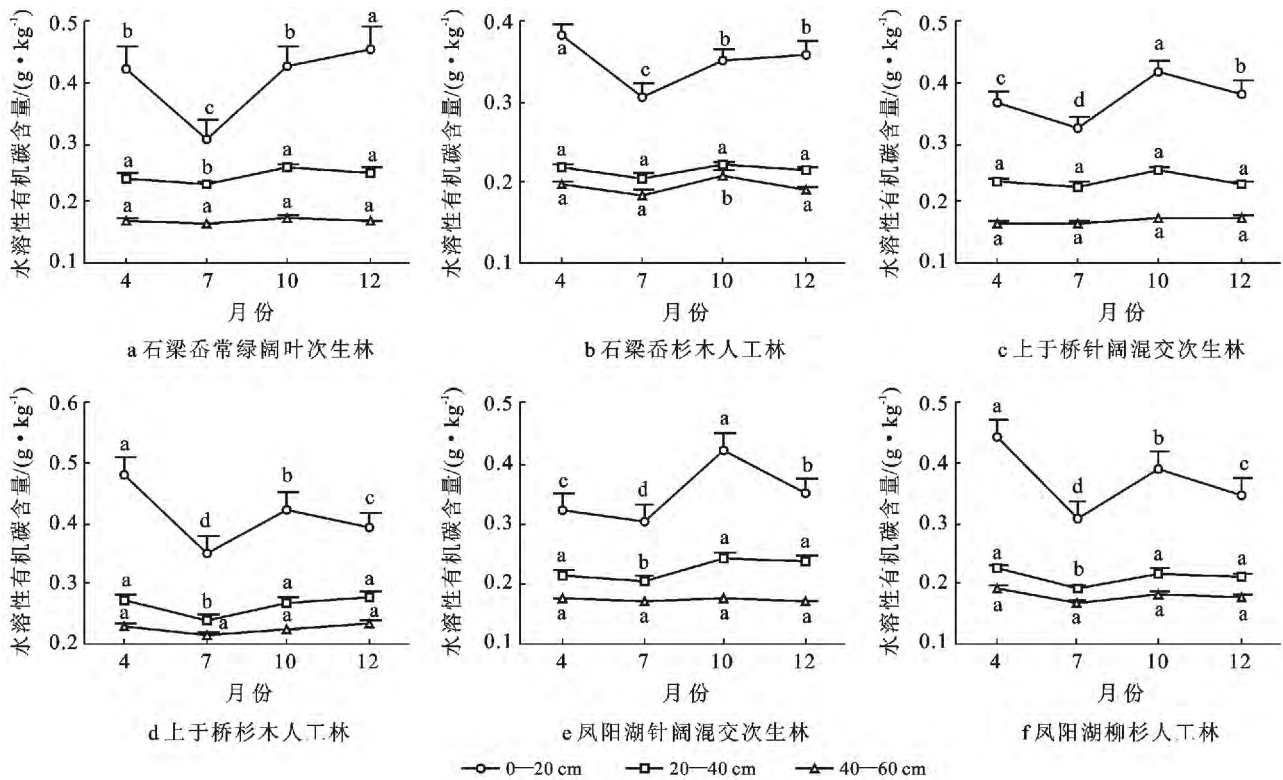 水溶性有机碳含量/(g·kg⁻¹)
0.5
0.4
0.3
0.2
0.1
b
c
b
a
a
b
a
a
a
a
a
a
4
7
10
12
月份
a 石梁岙常绿阔叶次生林
水溶性有机碳含量/(g·kg⁻¹)
0.4
0.3
0.2
0.1
a
c
b
b
a
a
a
a
a
a
b
a
4
7
10
12
月份
b 石梁岙杉木人工林
水溶性有机碳含量/(g·kg⁻¹)
0.5
0.4
0.3
0.2
0.1
c
d
a
b
a
a
a
a
a
a
a
a
4
7
10
12
月份
c 上于桥针阔混交次生林
水溶性有机碳含量/(g·kg⁻¹)
0.6
0.5
0.4
0.3
0.2
a
d
b
c
a
b
a
a
a
a
a
a
4
7
10
12
月份
d 上于桥杉木人工林
水溶性有机碳含量/(g·kg⁻¹)
0.5
0.4
0.3
0.2
0.1
c
d
a
b
a
b
a
a
a
a
a
a
4
7
10
12
月份
e 凤阳湖针阔混交次生林
水溶性有机碳含量/(g·kg⁻¹)
0.5
0.4
0.3
0.2
0.1
a
d
b
c
a
b
a
a
a
a
a
a
4
7
10
12
月份
f 凤阳湖柳杉人工林
0—20 cm
20—40 cm
40—60 cm